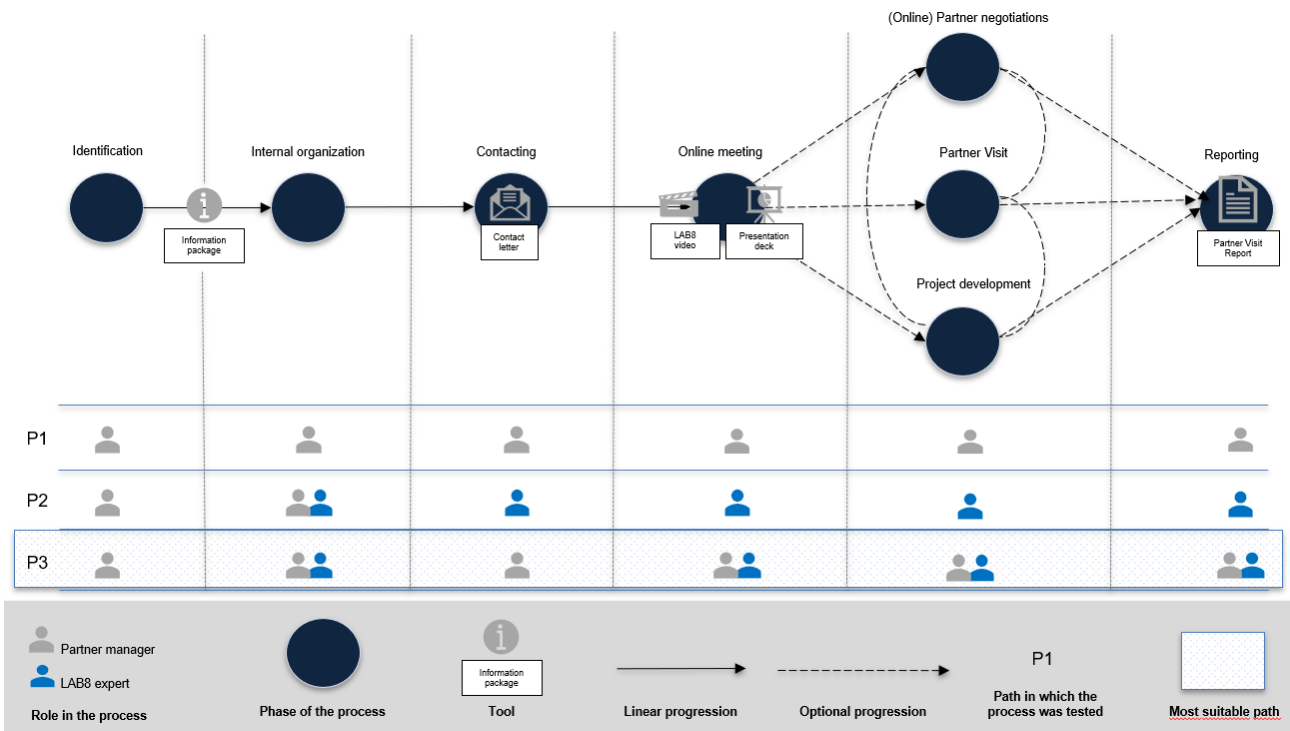 (Online) Partner negotiations
Identification
Internal organization
Contacting
Online meeting
Partner Visit
Reporting
Information
package
Contact
letter
LAB8
video
Presentation
deck
Partner Visit
Report
Project development
P1
P2
P3
Partner manager
LAB8 expert
Role in the process
Phase of the process
Information
package
Tool
Linear progression
Optional progression
P1
Path in which the
process was tested
Most suitable path